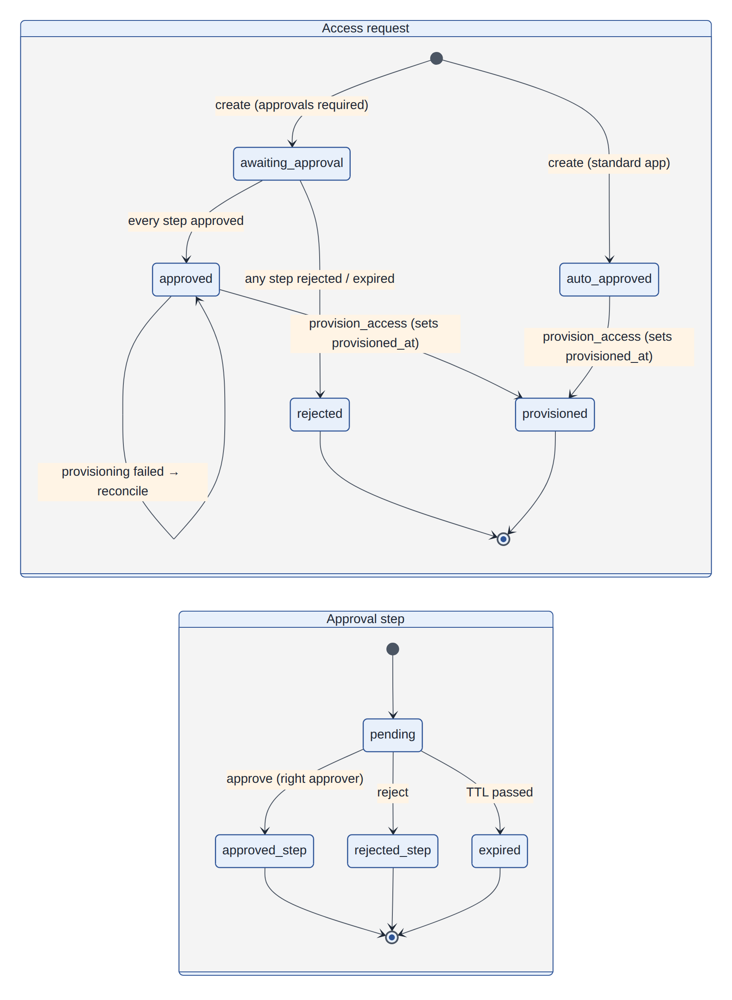 Access request
create (approvals required)
awaiting_approval
create (standard app)
every step approved
approved
any step rejected / expired
auto_approved
provision_access (sets
provisioned_at)
provision_access (sets
provisioned_at)
rejected
provisioned
provisioning failed →
reconcile
Approval step
pending
approve (right approver)
reject
TTL passed
approved_step
rejected_step
expired